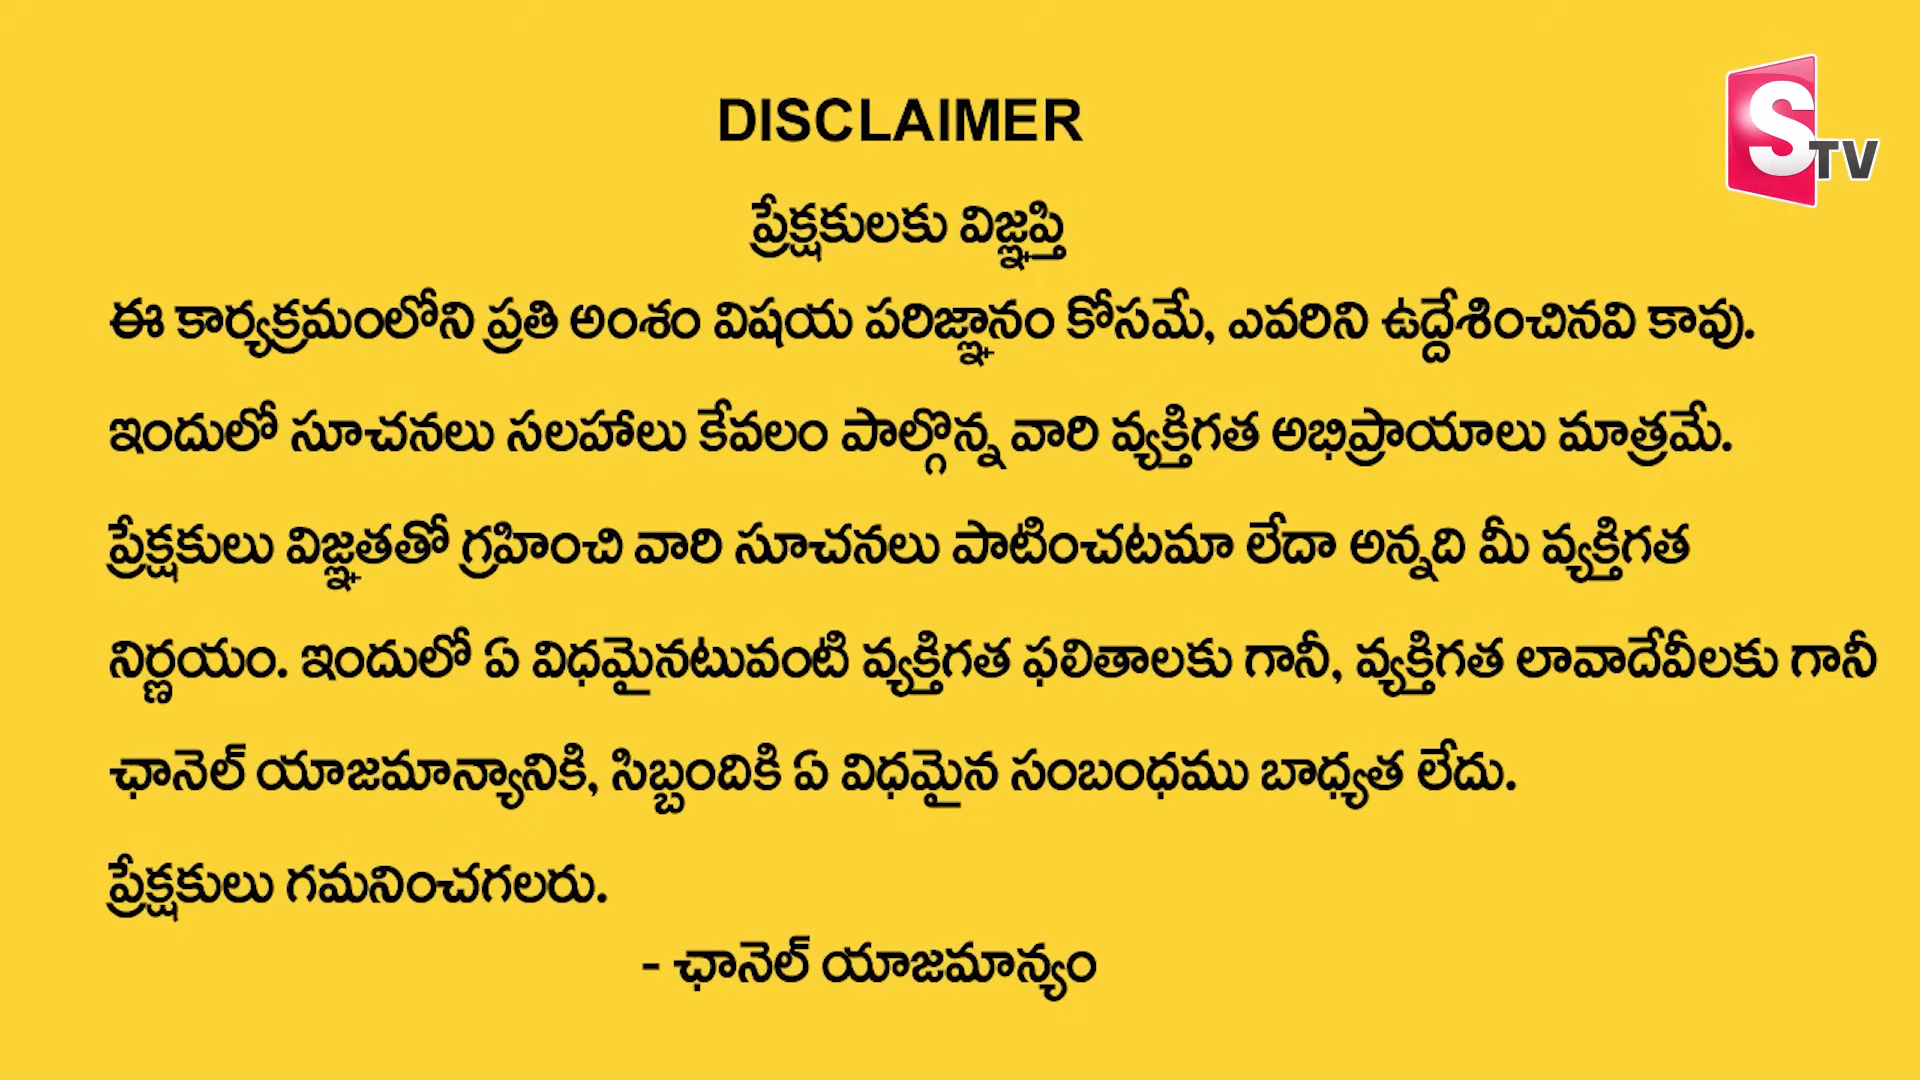 DISCLAIMER
STV
ప్రేక్షకులకు విజ్ఞప్తి
ఈ కార్యక్రమంలోని ప్రతి అంశం విషయ పరిజ్ఞానం కోసమే, ఎవరిని ఉద్దేశించినవి కావు.
ఇందులో సూచనలు సలహాలు కేవలం పాల్గొన్న వారి వ్యక్తిగత అభిప్రాయాలు మాత్రమే.
ప్రేక్షకులు విజ్ఞతతో గ్రహించి వారి సూచనలు పాటించటమా లేదా అన్నది మీ వ్యక్తిగత
నిర్ణయం. ఇందులో ఏ విధమైనటువంటి వ్యక్తిగత ఫలితాలకు గానీ, వ్యక్తిగత లావాదేవీలకు గానీ
ఛానెల్ యాజమాన్యానికి, సిబ్బందికి ఏ విధమైన సంబంధము బాధ్యత లేదు.
ప్రేక్షకులు గమనించగలరు.
- ఛానెల్ యాజమాన్యం